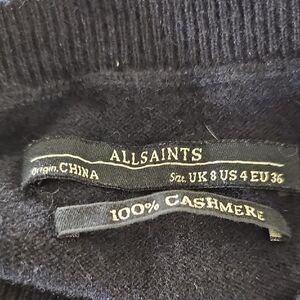 ALLSAINTS
Origin. CHINA Size. UK 8 US 4 EU 36
100% CASHMERE